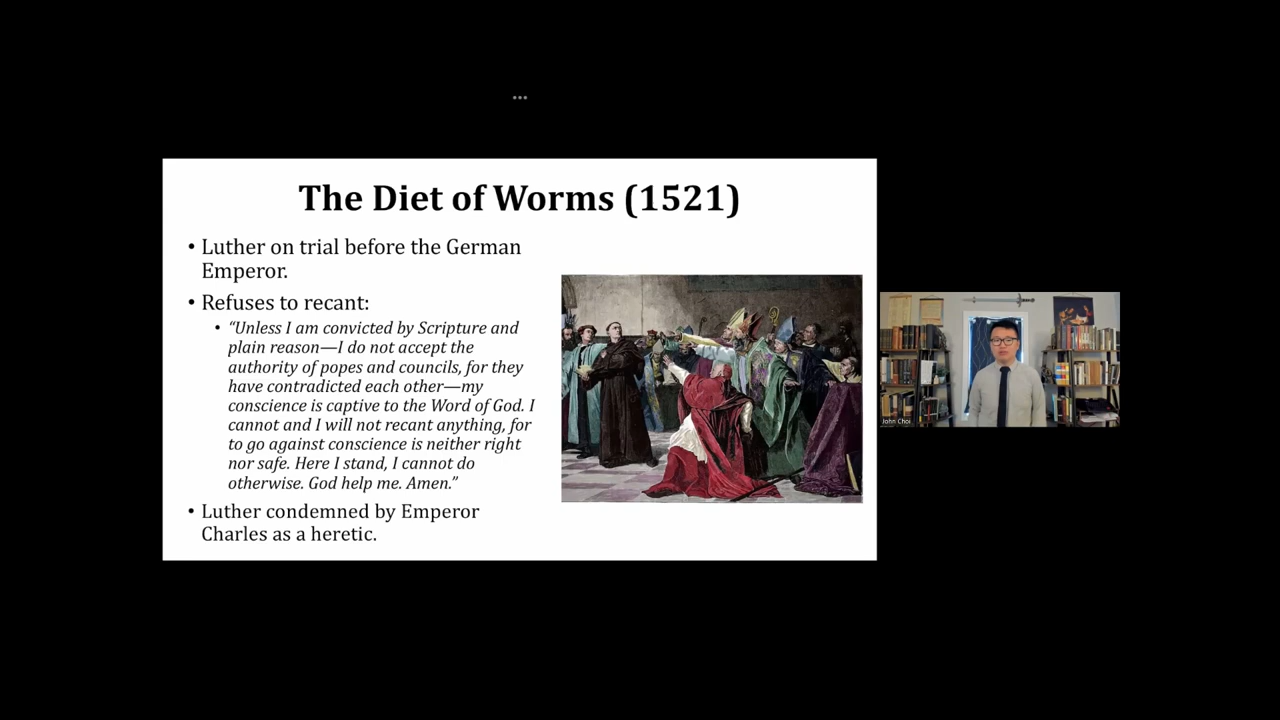 The Diet of Worms (1521)
• Luther on trial before the German
Emperor.
• Refuses to recant:
• “Unless I am convicted by Scripture and
plain reason—I do not accept the
authority of popes and councils, for they
have contradicted each other—my
conscience is captive to the Word of God. I
cannot and I will not recant anything, for
to go against conscience is neither right
nor safe. Here I stand, I cannot do
otherwise. God help me. Amen.”
• Luther condemned by Emperor
Charles as a heretic.
John Choi